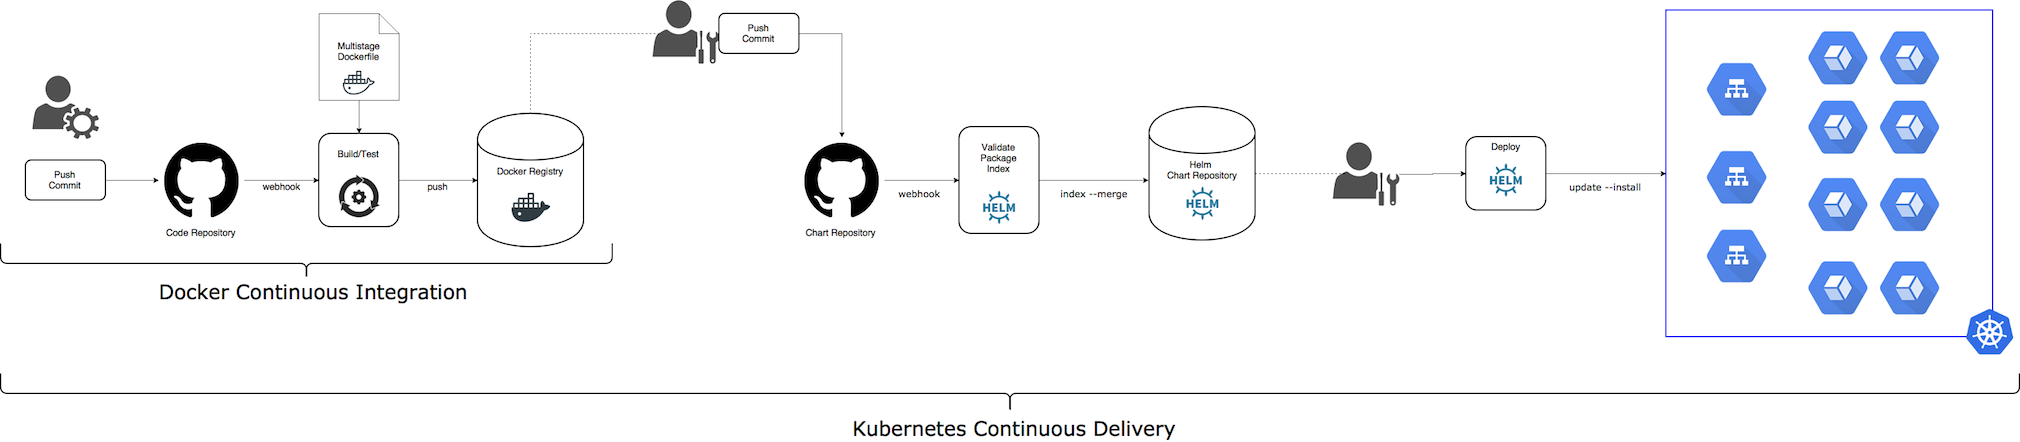 Push
Commit
Code Repository
webhook
Multistage
Dockerfile
Build/Test
push
Docker Registry
Docker Continuous Integration
Push
Commit
Chart Repository
webhook
Validate
Package
Index
HELM
index --merge
Helm
Chart Repository
HELM
Deploy
HELM
update --install
Kubernetes Continuous Delivery